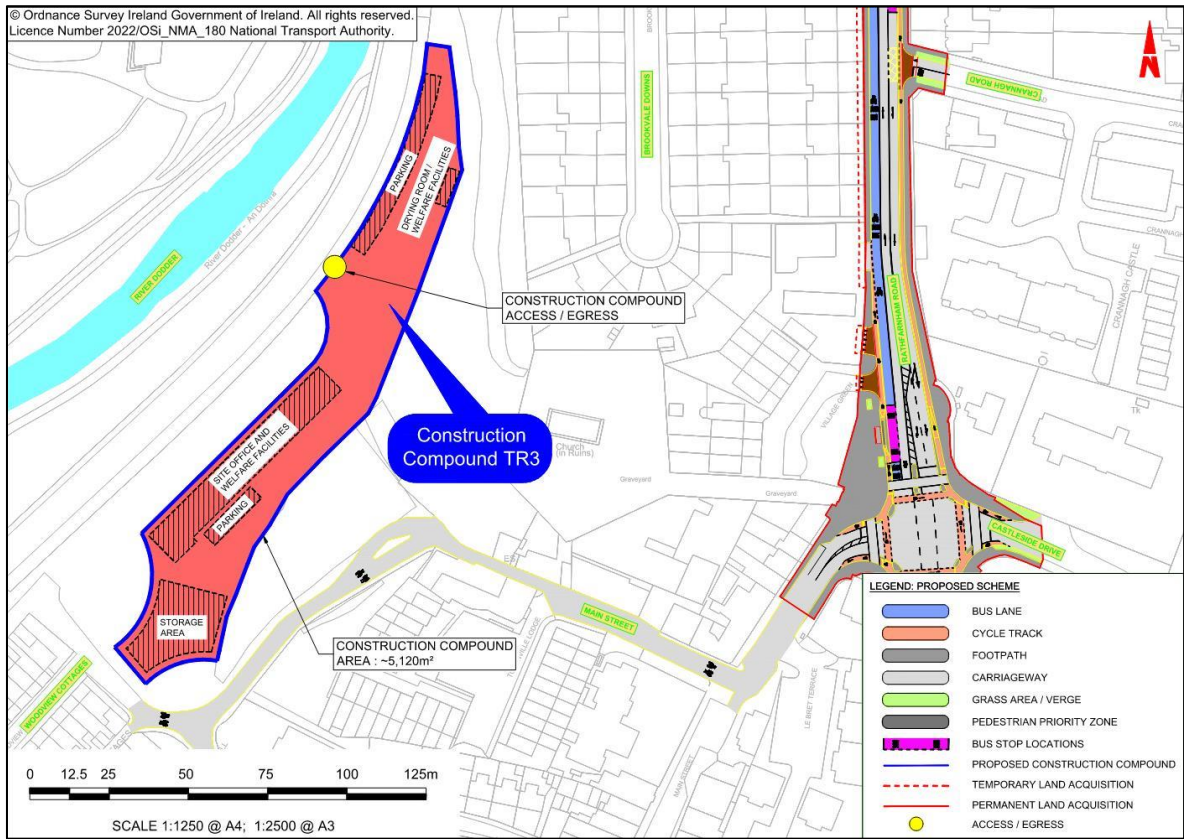 © Ordnance Survey Ireland Government of Ireland. All rights reserved.
Licence Number 2022/OSi_NMA_180 National Transport Authority.
N
RIVER DODDER
River Dodder - An Dothra
PARKING
DRYING ROOM /
WELFARE FACILITIES
BROOKVALE DOWNS
CRANNAGH ROAD
CRANNAGH CASTLE
RATHFARNHAM ROAD
CONSTRUCTION COMPOUND
ACCESS / EGRESS
Construction
Compound TR3
SITE OFFICE AND
WELFARE FACILITIES
PARKING
STORAGE
AREA
VILLAGE GREEN
Church
(in Ruins)
Graveyard
Graveyard
Tk
ES
CASTLESIDE DRIVE
MAIN STREET
CONSTRUCTION COMPOUND
AREA : ~5,120m²
WOODVIEW COTTAGES
LE BRET TERRACE
MAIN STREET
LEGEND: PROPOSED SCHEME
BUS LANE
CYCLE TRACK
FOOTPATH
CARRIAGEWAY
GRASS AREA / VERGE
PEDESTRIAN PRIORITY ZONE
BUS STOP LOCATIONS
PROPOSED CONSTRUCTION COMPOUND
TEMPORARY LAND ACQUISITION
PERMANENT LAND ACQUISITION
ACCESS / EGRESS
0 12.5 25 50 75 100 125m
SCALE 1:1250 @ A4; 1:2500 @ A3